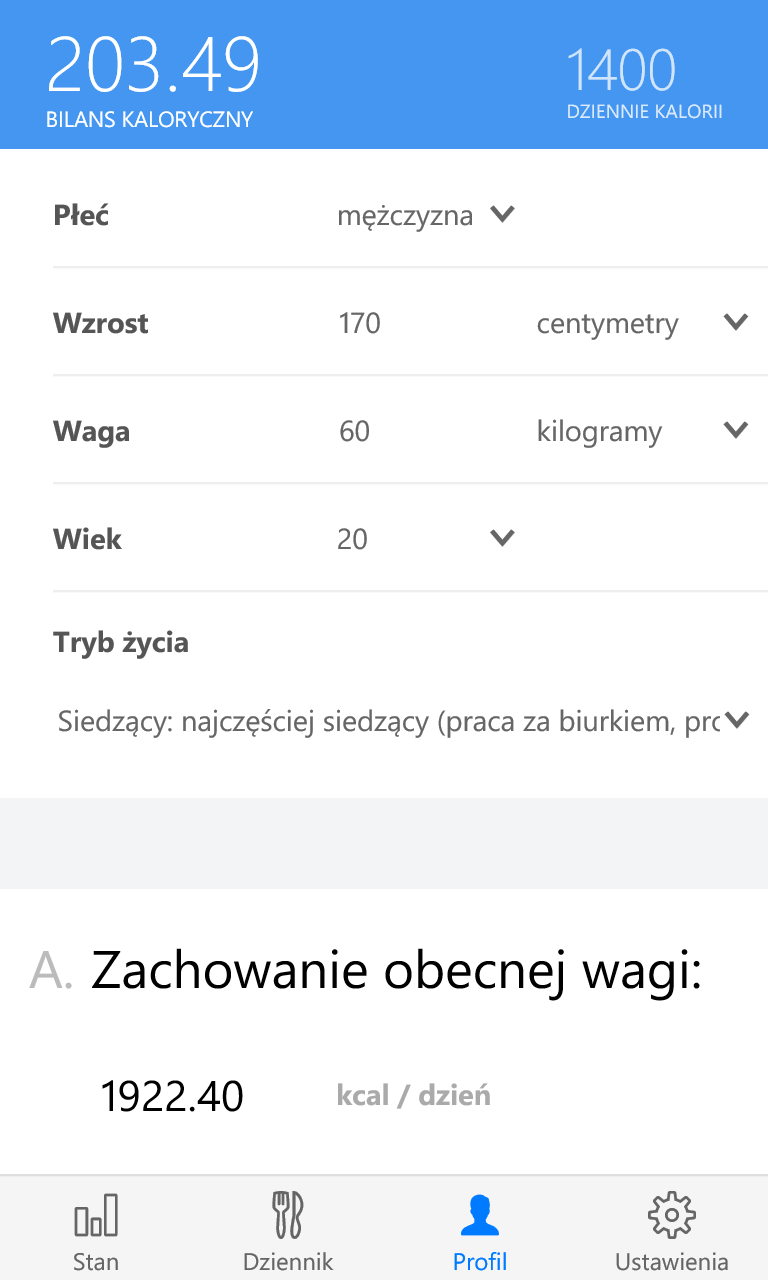 203.49
BILANS KALORYCZNY
1400
DZIENNIE KALORII
Płeć mężczyzna
Wzrost 170 centymetry
Waga 60 kilogramy
Wiek 20
Tryb życia
Siedzący: najczęściej siedzący (praca za biurkiem,
A. Zachowanie obecnej wagi:
1922.40 kcal / dzień
Stan Dziennik Profil Ustawienia